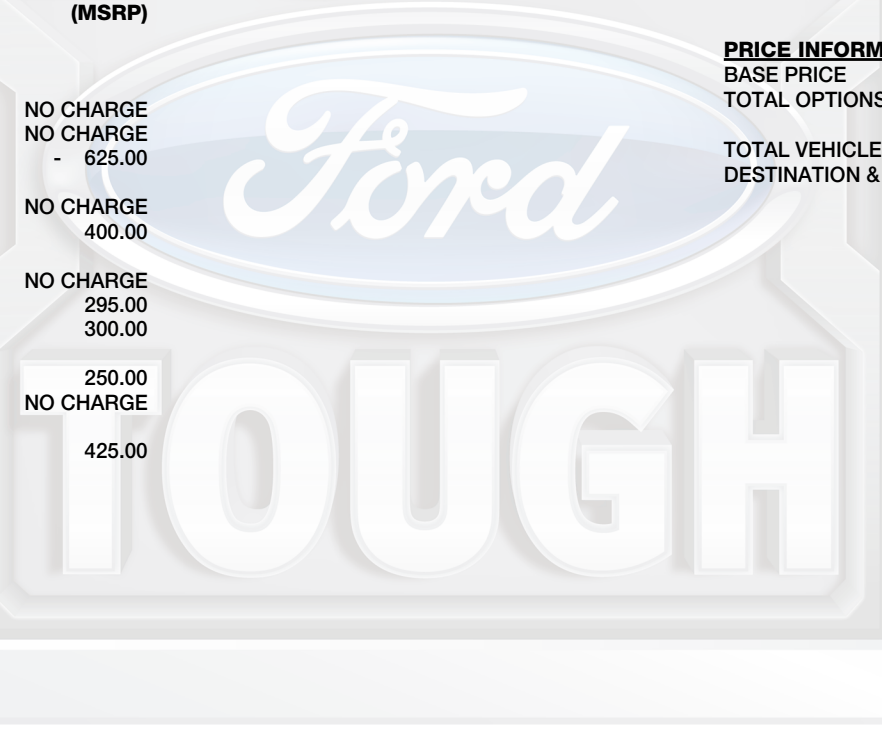 (MSRP)
NO CHARGE
NO CHARGE
- 625.00
NO CHARGE
400.00
NO CHARGE
295.00
300.00
250.00
NO CHARGE
425.00
PRICE INFORM
BASE PRICE
TOTAL OPTIONS
TOTAL VEHICLE
DESTINATION &
Ford
TOUGH